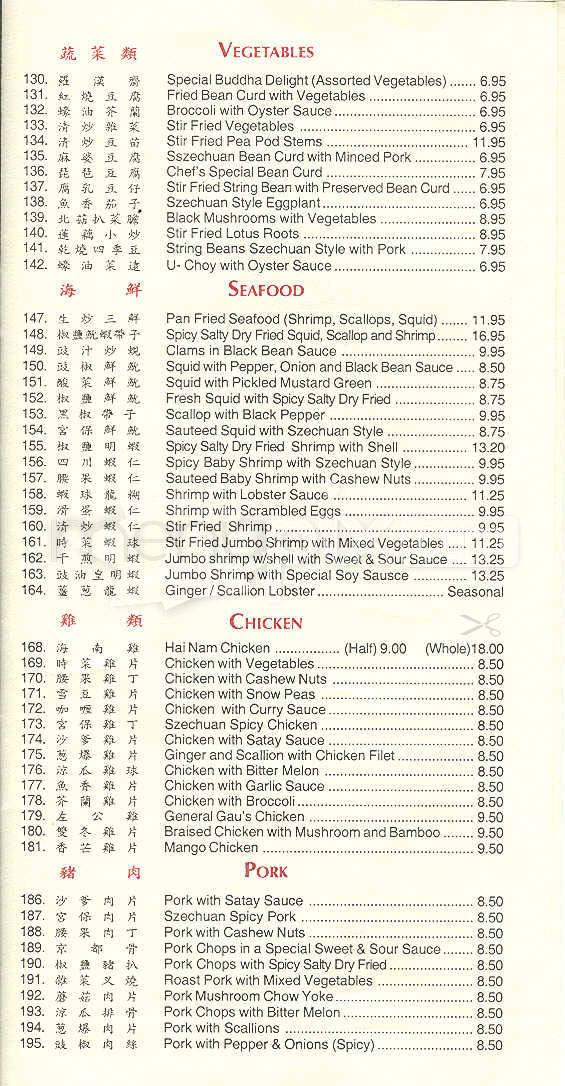 蔬菜類 VEGETABLES
130. 羅漢齋 Special Buddha Delight (Assorted Vegetables) ....... 6.95
131. 紅燒豆腐 Fried Bean Curd with Vegetables ........................... 6.95
132. 蠔油芥蘭 Broccoli with Oyster Sauce .................................. 6.95
133. 清炒雜菜 Stir Fried Vegetables ......................................... 6.95
134. 清炒豆苗 Stir Fried Pea Pod Stems ................................... 11.95
135. 麻婆豆腐 Sszechuan Bean Curd with Minced Pork .................. 6.95
136. 琵琶豆腐 Chef's Special Bean Curd ................................... 7.95
137. 腐乳豆仔 Stir Fried String Bean with Preserved Bean Curd ...... 6.95
138. 魚香茄子 Szechuan Style Eggplant .................................... 6.95
139. 北菇扒菜膽 Black Mushrooms with Vegetables ......................... 8.95
140. 蓮藕小炒 Stir Fried Lotus Roots ....................................... 8.95
141. 乾燒四季豆 String Beans Szechuan Style with Pork ................. 7.95
142. 蠔油菜遠 U- Choy with Oyster Sauce ................................ 6.95
海鮮 SEAFOOD
147. 生炒三鮮 Pan Fried Seafood (Shrimp, Scallops, Squid) ....... 11.95
148. 椒鹽魷蝦帶子 Spicy Salty Dry Fried Squid, Scallop and Shrimp ....... 16.95
149. 豉汁炒蜆 Clams in Black Bean Sauce ............................... 9.95
150. 豉椒鮮魷 Squid with Pepper, Onion and Black Bean Sauce ..... 8.50
151. 酸菜鮮魷 Squid with Pickled Mustard Green ......................... 8.75
152. 椒鹽鮮魷 Fresh Squid with Spicy Salty Dry Fried .................. 8.75
153. 黑椒帶子 Scallop with Black Pepper ................................. 9.95
154. 宮保鮮魷 Sauteed Squid with Szechuan Style ...................... 8.75
155. 椒鹽明蝦 Spicy Salty Dry Fried Shrimp with Shell ................ 13.20
156. 四川蝦仁 Spicy Baby Shrimp with Szechuan Style ................ 9.95
157. 腰果蝦仁 Sauteed Baby Shrimp with Cashew Nuts ................ 9.95
158. 蝦球龍糊 Shrimp with Lobster Sauce ............................... 11.25
159. 滑蛋蝦仁 Shrimp with Scrambled Eggs ............................. 9.95
160. 清炒蝦仁 Stir Fried Shrimp ............................................ 9.95
161. 時菜蝦球 Stir Fried Jumbo Shrimp with Mixed Vegetables ..... 11.25
162. 干煎明蝦 Jumbo shrimp w/shell with Sweet & Sour Sauce .... 13.25
163. 豉油皇明蝦 Jumbo Shrimp with Special Soy Sausce .............. 13.25
164. 薑葱龍蝦 Ginger / Scallion Lobster ........................... Seasonal
雞類 CHICKEN
168. 海南雞 Hai Nam Chicken .................. (Half) 9.00 (Whole)18.00
169. 時菜雞片 Chicken with Vegetables .................................... 8.50
170. 腰果雞丁 Chicken with Cashew Nuts ................................. 8.50
171. 雪豆雞片 Chicken with Snow Peas .................................... 8.50
172. 咖喱雞片 Chicken with Curry Sauce .................................. 8.50
173. 宮保雞丁 Szechuan Spicy Chicken ................................... 8.50
174. 沙爹雞片 Chicken with Satay Sauce ................................. 8.50
175. 葱爆雞片 Ginger and Scallion with Chicken Filet .................. 8.50
176. 涼瓜雞球 Chicken with Bitter Melon .................................. 8.50
177. 魚香雞片 Chicken with Garlic Sauce ................................. 8.50
178. 芥蘭雞片 Chicken with Broccoli ....................................... 8.50
179. 左公雞 General Gau's Chicken .................................... 9.50
180. 雙冬雞片 Braised Chicken with Mushroom and Bamboo ....... 9.50
181. 香芒雞片 Mango Chicken .............................................. 9.50
豬肉 PORK
186. 沙爹肉片 Pork with Satay Sauce ..................................... 8.50
187. 宮保肉片 Szechuan Spicy Pork ....................................... 8.50
188. 腰果肉丁 Pork with Cashew Nuts .................................... 8.50
189. 京都骨 Pork Chops in a Special Sweet & Sour Sauce ....... 8.50
190. 椒鹽豬扒 Pork Chops with Spicy Salty Dry Fried ................. 8.50
191. 雜菜叉燒 Roast Pork with Mixed Vegetables ....................... 8.50
192. 蘑菇肉片 Pork Mushroom Chow Yoke .............................. 8.50
193. 涼瓜排骨 Pork Chops with Bitter Melon ............................. 8.50
194. 葱爆肉片 Pork with Scallions .......................................... 8.50
195. 豉椒肉絲 Pork with Pepper & Onions (Spicy) ..................... 8.50